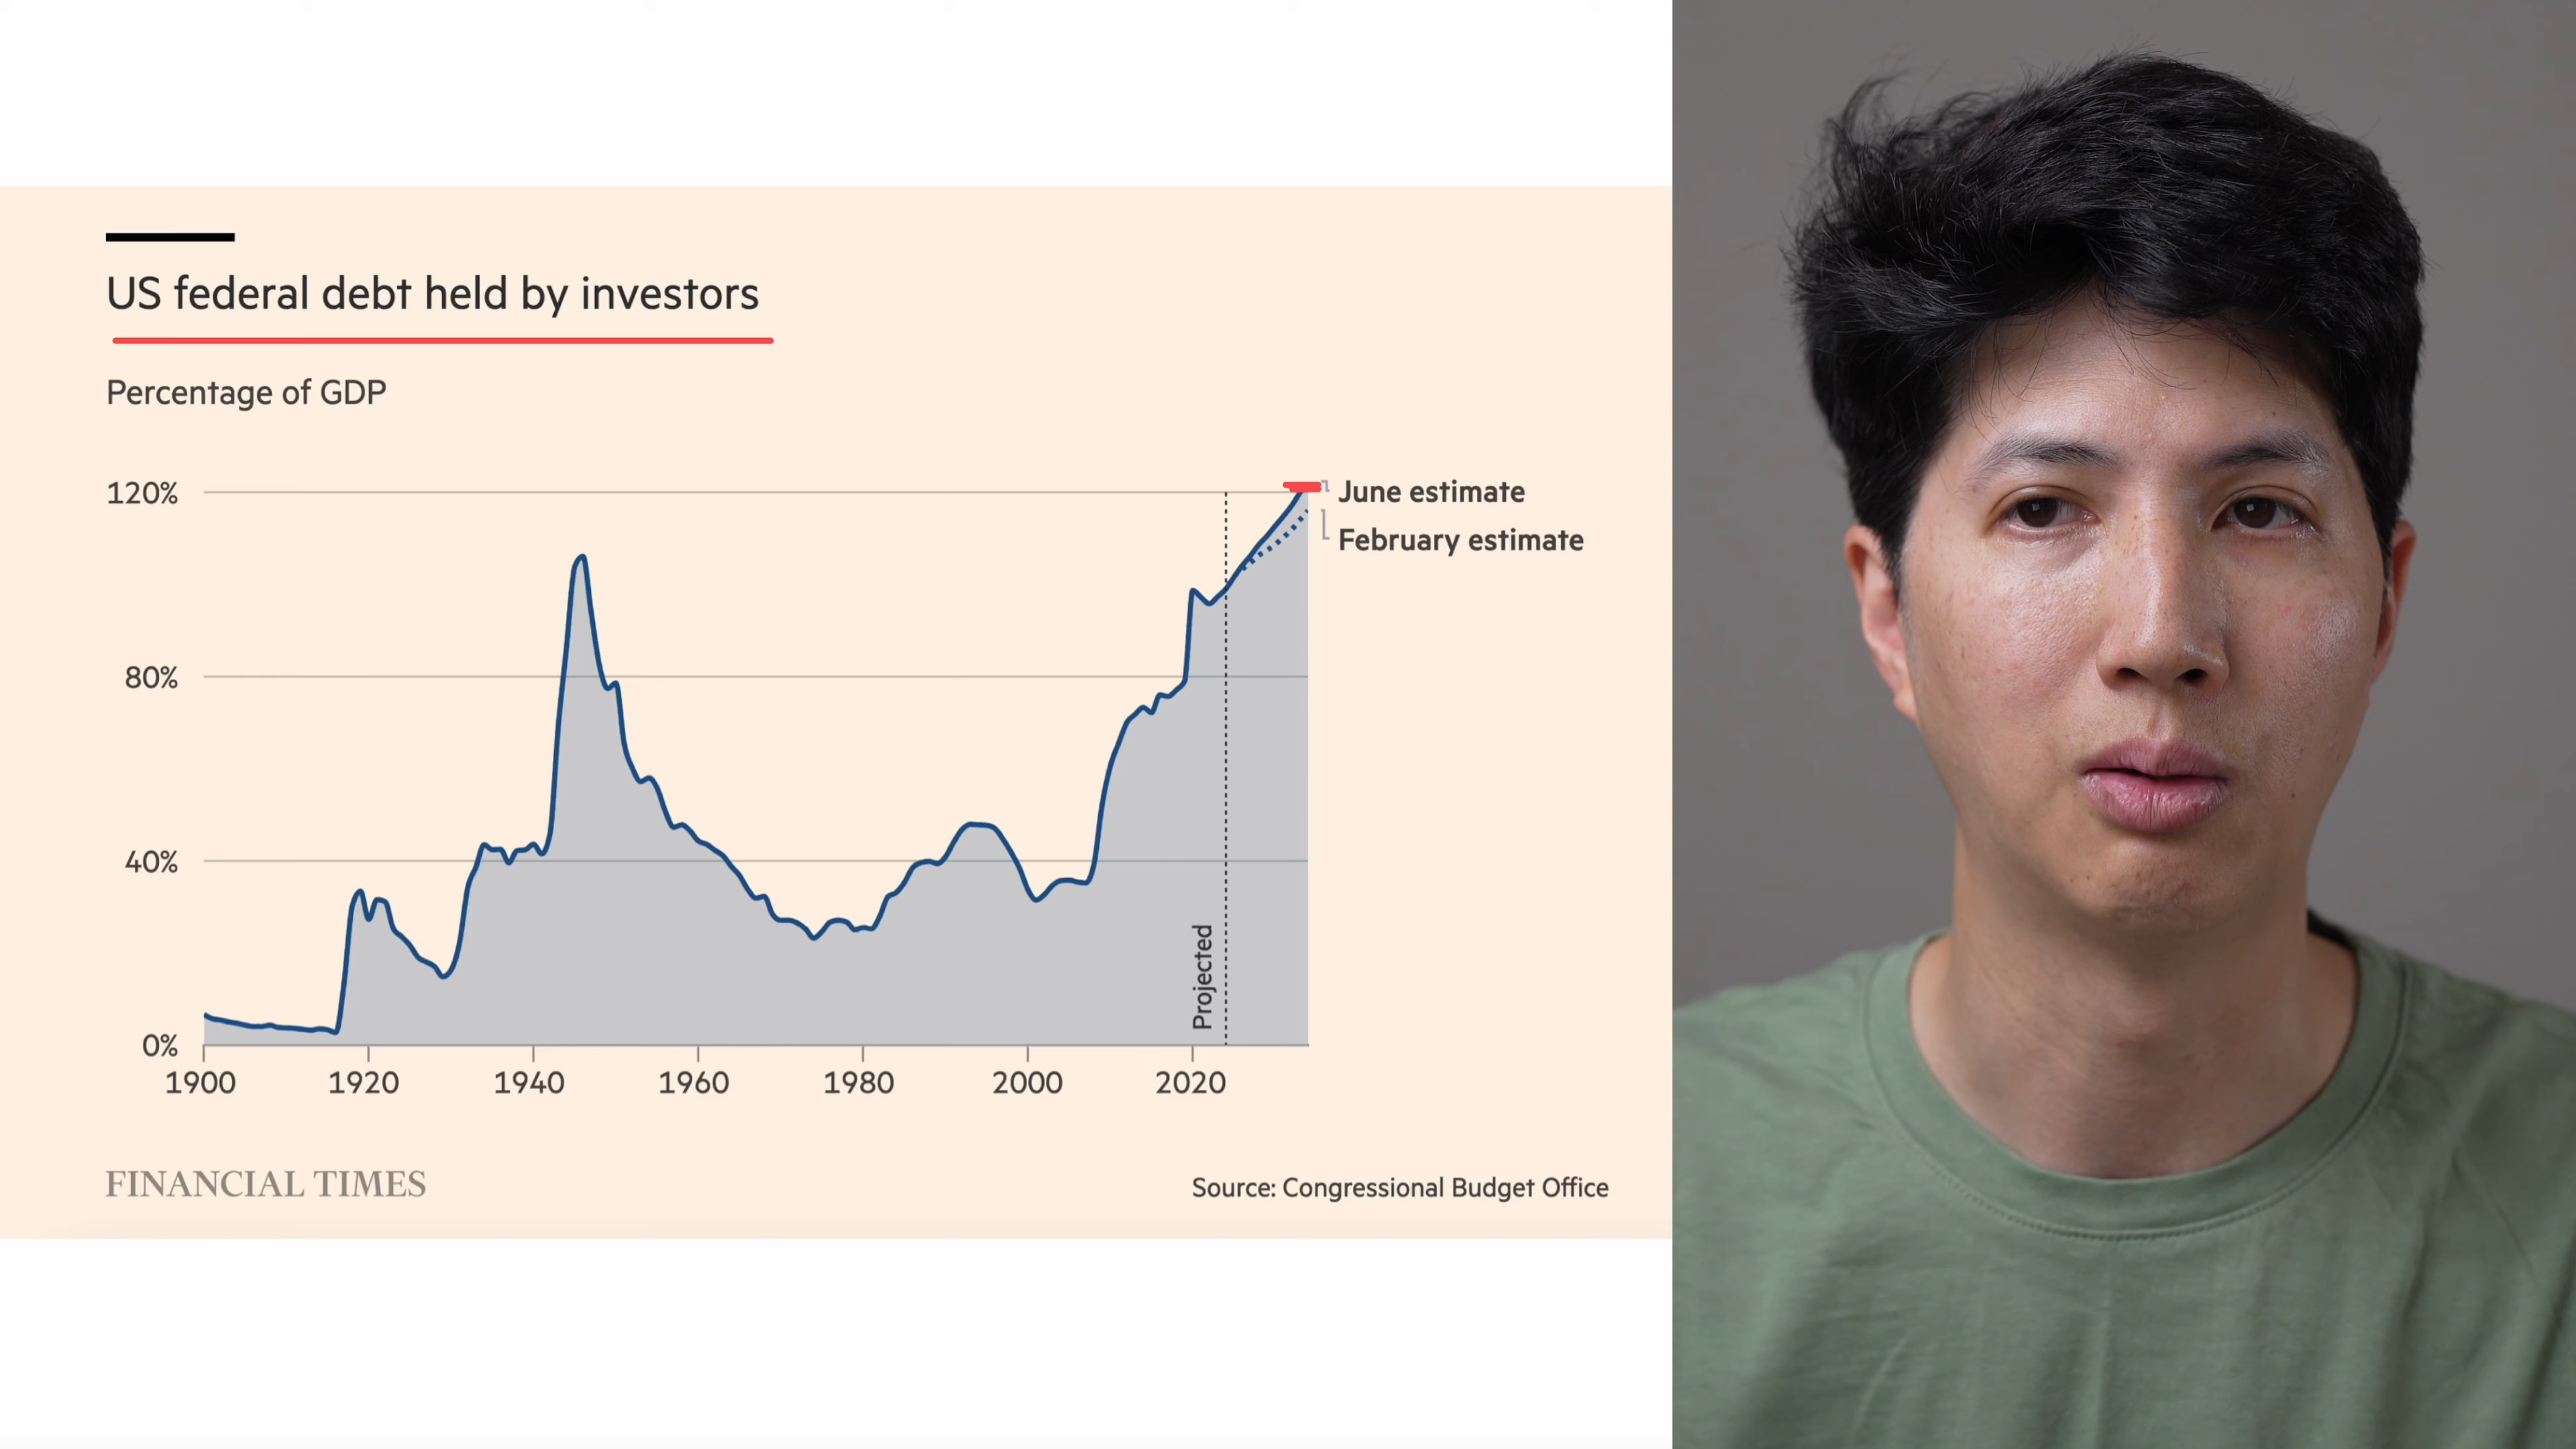 US federal debt held by investors
Percentage of GDP
120%
June estimate
February estimate
80%
40%
Projected
0%
1900 1920 1940 1960 1980 2000 2020
FINANCIAL TIMES
Source: Congressional Budget Office